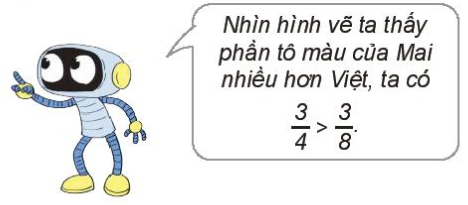 Nhìn hình vẽ ta thấy
phần tô màu của Mai
nhiều hơn Việt, ta có
3/4 > 3/8.